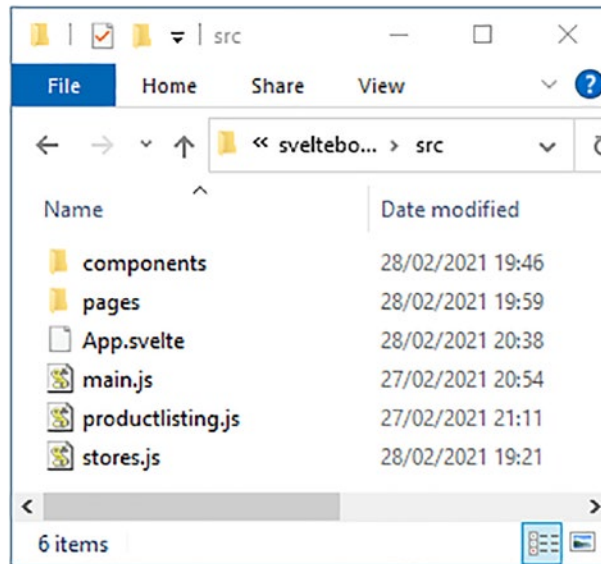 src
File Home Share View ?
« sveltebo... › src
Name Date modified
components 28/02/2021 19:46
pages 28/02/2021 19:59
App.svelte 28/02/2021 20:38
main.js 27/02/2021 20:54
productlisting.js 27/02/2021 21:11
stores.js 28/02/2021 19:21
6 items